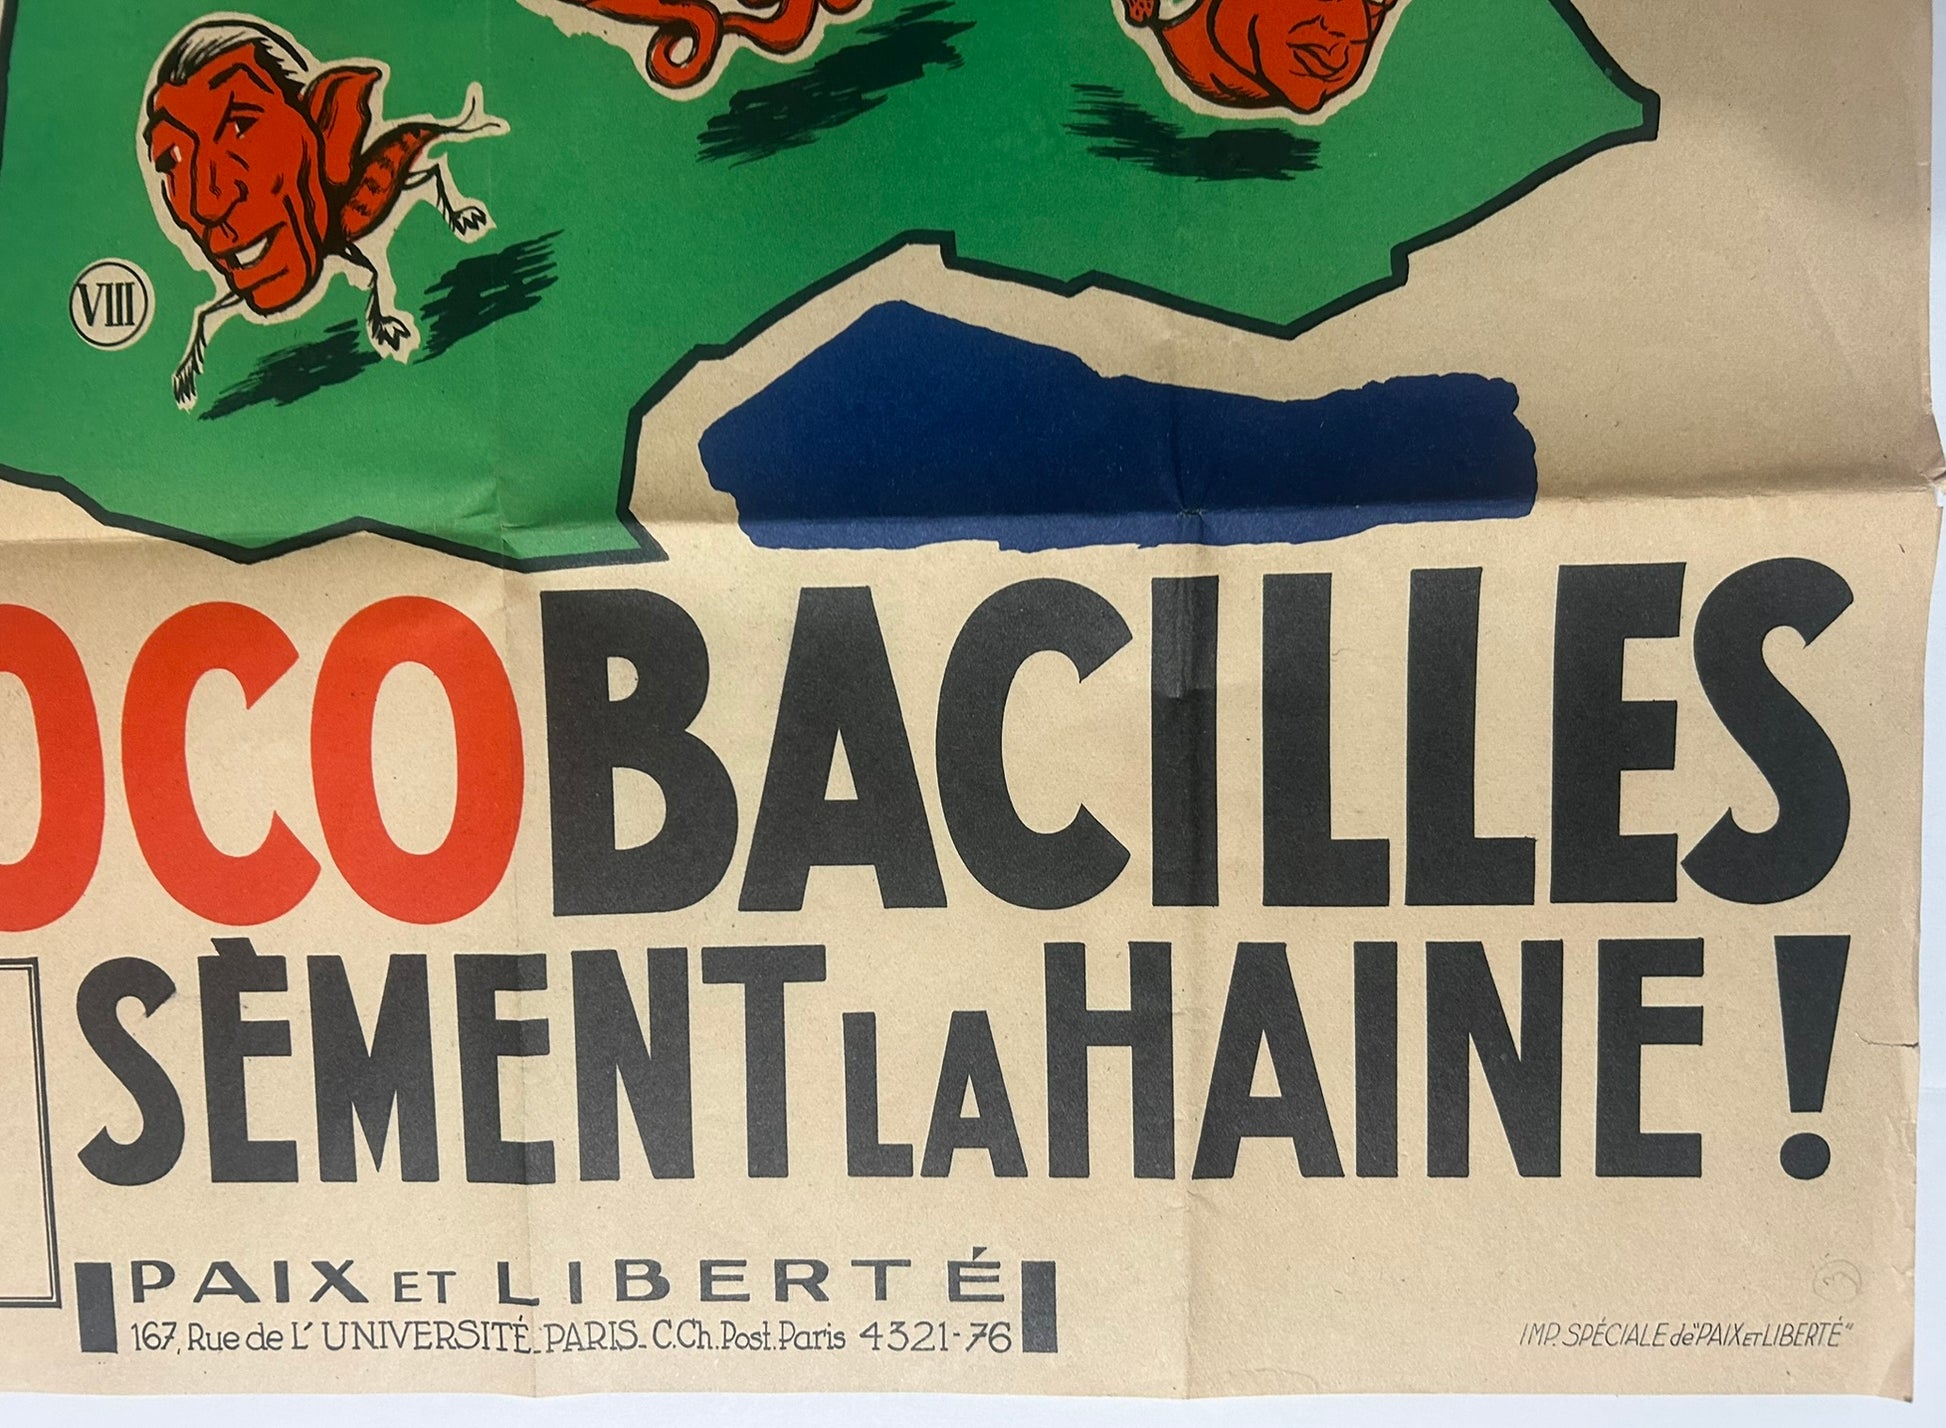 VIII
OCOBACILLES
SÈMENT LA HAINE !
PAIX ET LIBERTÉ
167, Rue de L'UNIVERSITÉ_PARIS_C.Ch.Post.Paris 4321-76
IMP. SPÉCIALE de "PAIX ET LIBERTÉ"